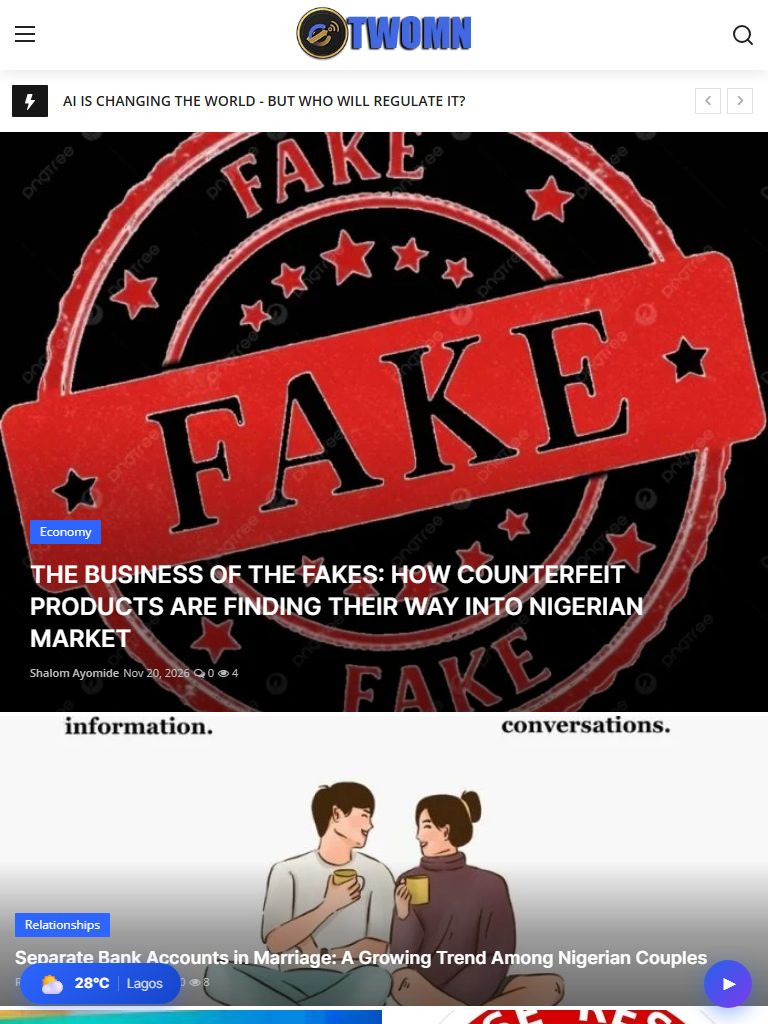 TWOMN
AI IS CHANGING THE WORLD - BUT WHO WILL REGULATE IT?
FAKE
FAKE
Economy
THE BUSINESS OF THE FAKES: HOW COUNTERFEIT
PRODUCTS ARE FINDING THEIR WAY INTO NIGERIAN
MARKET
Shalom Ayomide Nov 20, 2026 0 4
FAKE
information.
conversations.
Relationships
Separate Bank Accounts in Marriage: A Growing Trend Among Nigerian Couples
8
28°C Lagos